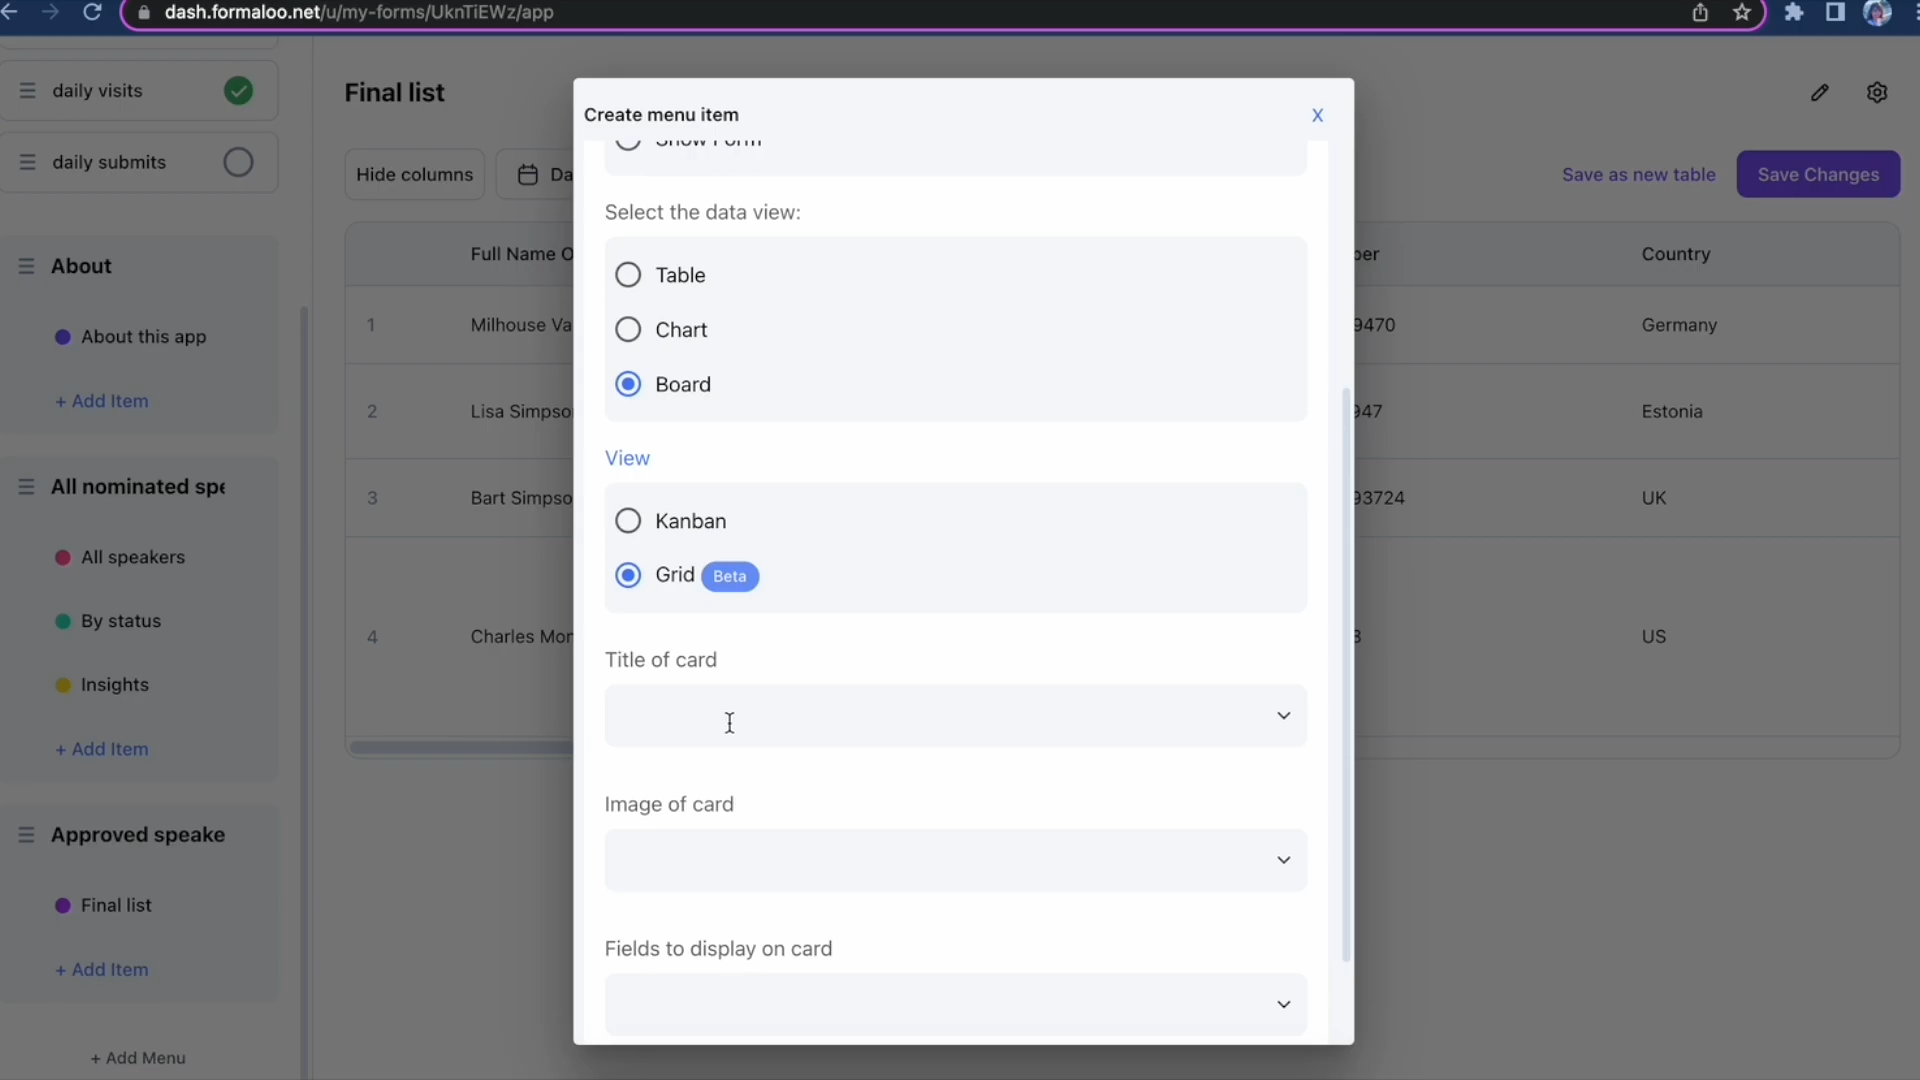 dash.formaloo.net/u/my-forms/UknTiEWz/app
daily visits
daily submits
About
About this app
+ Add Item
All nominated spe
All speakers
By status
Insights
+ Add Item
Approved speake
Final list
+ Add Item
+ Add Menu
Final list
Hide columns
Da
Save as new table
Save Changes
Full Name O
ber
Country
1
Milhouse Va
9470
Germany
2
Lisa Simpso
947
Estonia
3
Bart Simpso
93724
UK
4
Charles Mon
3
US
Create menu item
X
Show Form
Select the data view:
Table
Chart
Board
View
Kanban
Grid Beta
Title of card
Image of card
Fields to display on card